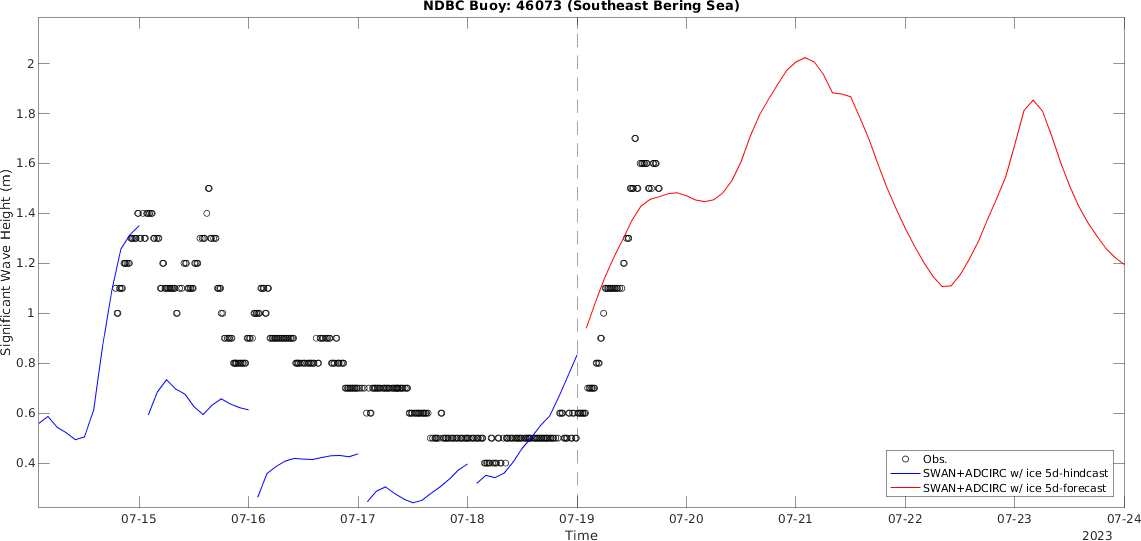 NDBC Buoy: 46073 (Southeast Bering Sea)
Significant Wave Height (m)
2
1.8
1.6
1.4
1.2
1
0.8
0.6
0.4
Obs.
SWAN+ADCIRC w/ ice 5d-hindcast
SWAN+ADCIRC w/ ice 5d-forecast
07-15 07-16 07-17 07-18 07-19 07-20 07-21 07-22 07-23 07-24
Time
2023